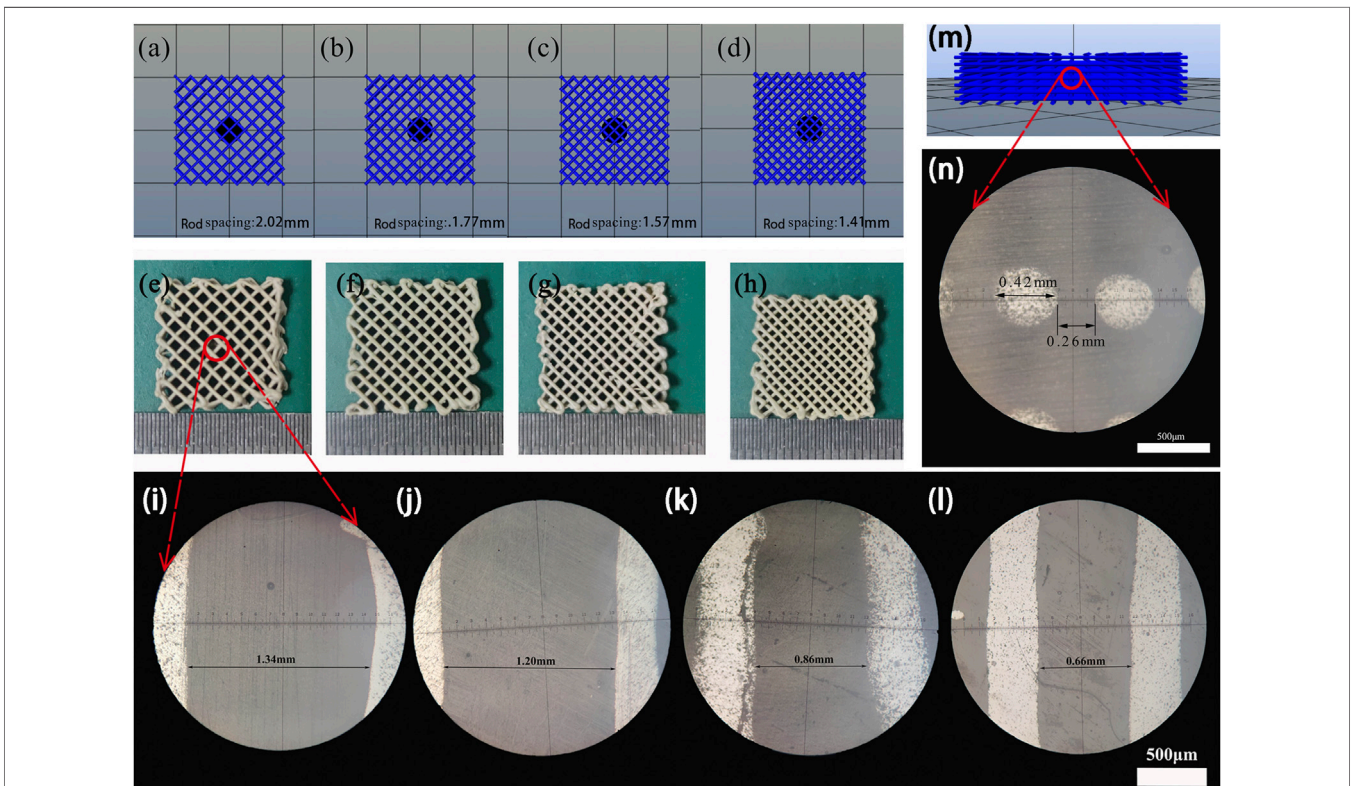 (a)
(b)
(c)
(d)
Rod spacing:2.02mm
Rod spacing:.1.77mm
Rod spacing:1.57mm
Rod spacing:1.41mm
(m)
(n)
0.42mm
0.26mm
500μm
(e)
(f)
(g)
(h)
(i)
(j)
(k)
(l)
1.34mm
1.20mm
0.86mm
0.66mm
500μm